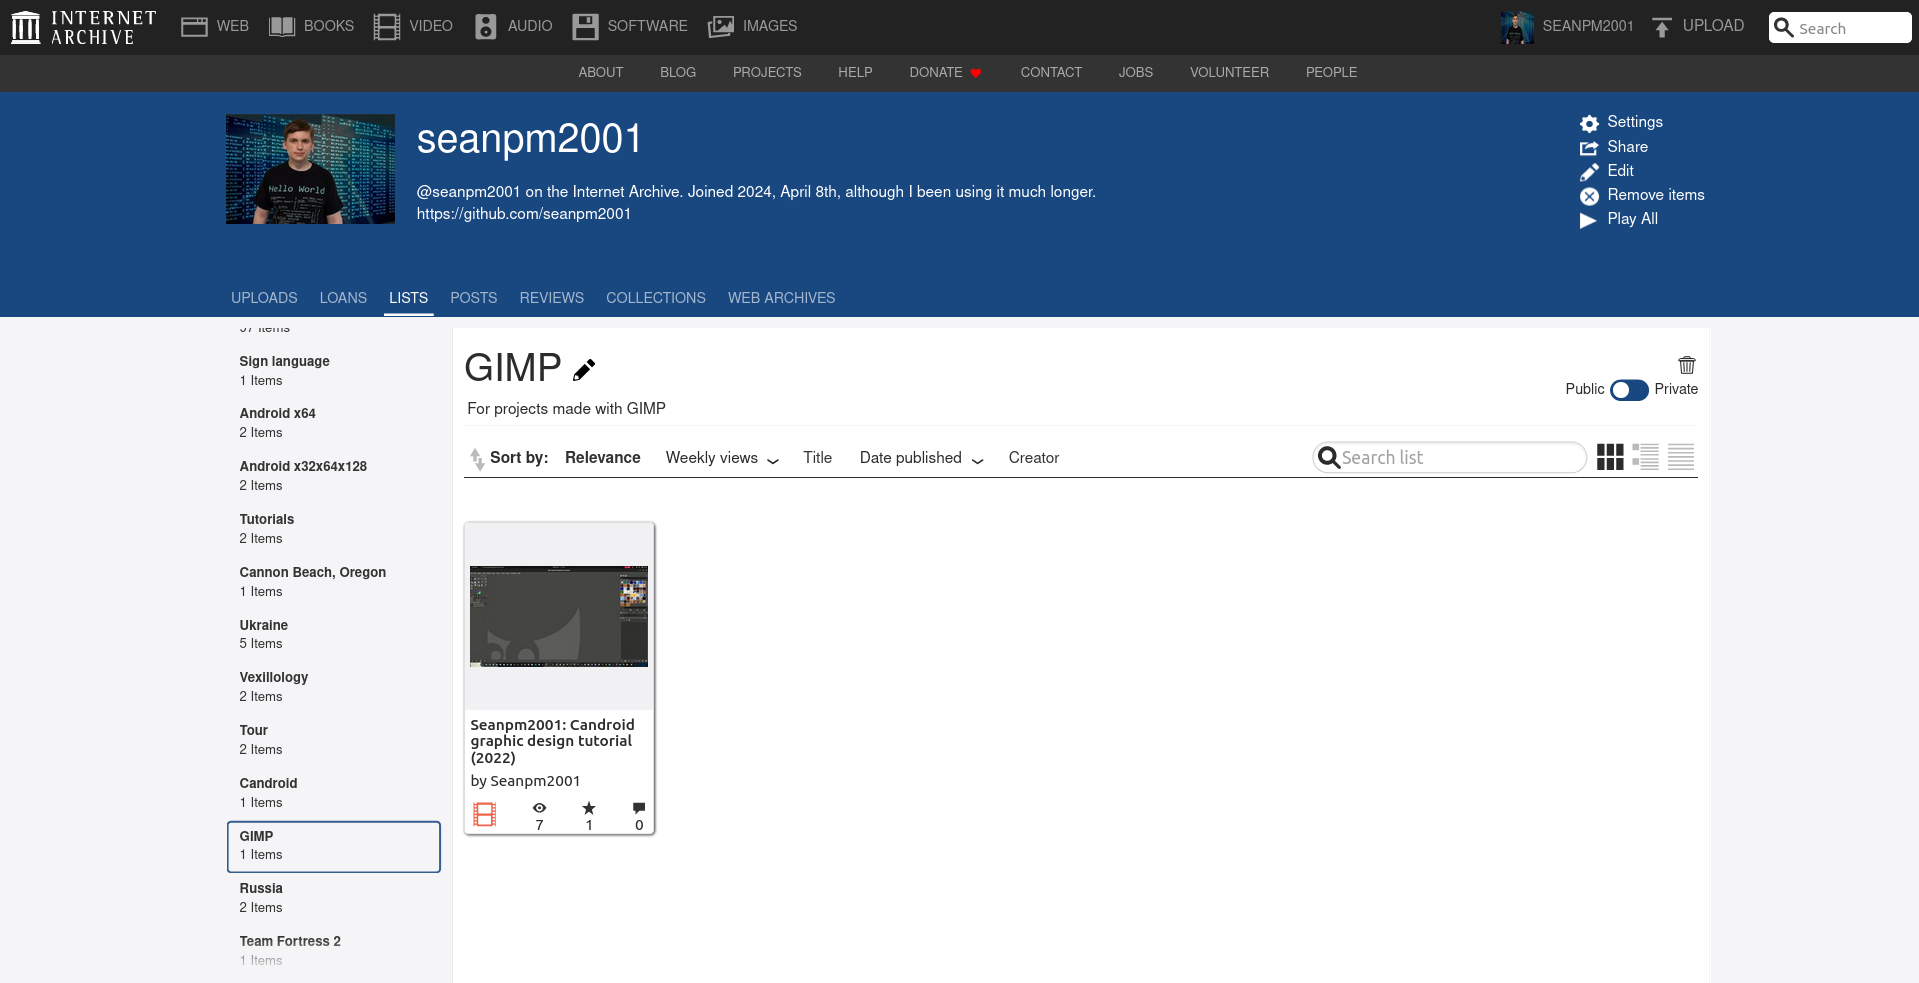 INTERNET ARCHIVE
WEB BOOKS VIDEO AUDIO SOFTWARE IMAGES
SEANPM2001 UPLOAD Search
ABOUT BLOG PROJECTS HELP DONATE CONTACT JOBS VOLUNTEER PEOPLE
Hello World
seanpm2001
@seanpm2001 on the Internet Archive. Joined 2024, April 8th, although I been using it much longer.
https://github.com/seanpm2001
Settings
Share
Edit
Remove items
Play All
UPLOADS LOANS LISTS POSTS REVIEWS COLLECTIONS WEB ARCHIVES
Sign language
1 Items
Android x64
2 Items
Android x32x64x128
2 Items
Tutorials
2 Items
Cannon Beach, Oregon
1 Items
Ukraine
5 Items
Vexillology
2 Items
Tour
2 Items
Candroid
1 Items
GIMP
1 Items
Russia
2 Items
Team Fortress 2
1 Items
GIMP
For projects made with GIMP
Public Private
Sort by: Relevance Weekly views Title Date published Creator
Search list
Seanpm2001: Candroid
graphic design tutorial
(2022)
by Seanpm2001
7 1 0